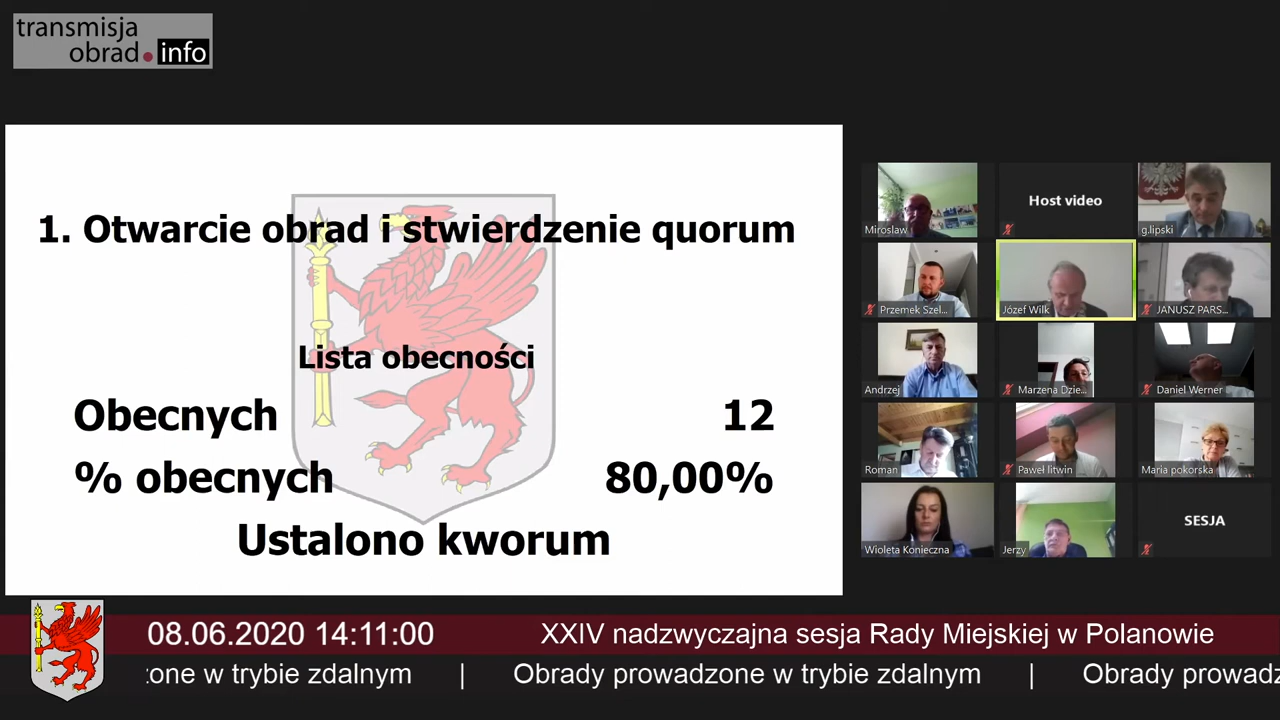 transmisja
obrad.info
1. Otwarcie obrad i stwierdzenie quorum
Lista obecności
Obecnych 12
% obecnych 80,00%
Ustalono kworum
Mirosław
Host video
g.lipski
Przemek Szel...
Józef Wilk
JANUSZ PARS...
Andrzej
Marzena Dzie...
Daniel Werner
Roman
Paweł litwin
Maria pokorska
Wioleta Konieczna
Jerzy
SESJA
08.06.2020 14:11:00 XXIV nadzwyczajna sesja Rady Miejskiej w Polanowie
zone w trybie zdalnym | Obrady prowadzone w trybie zdalnym | Obrady prowadz